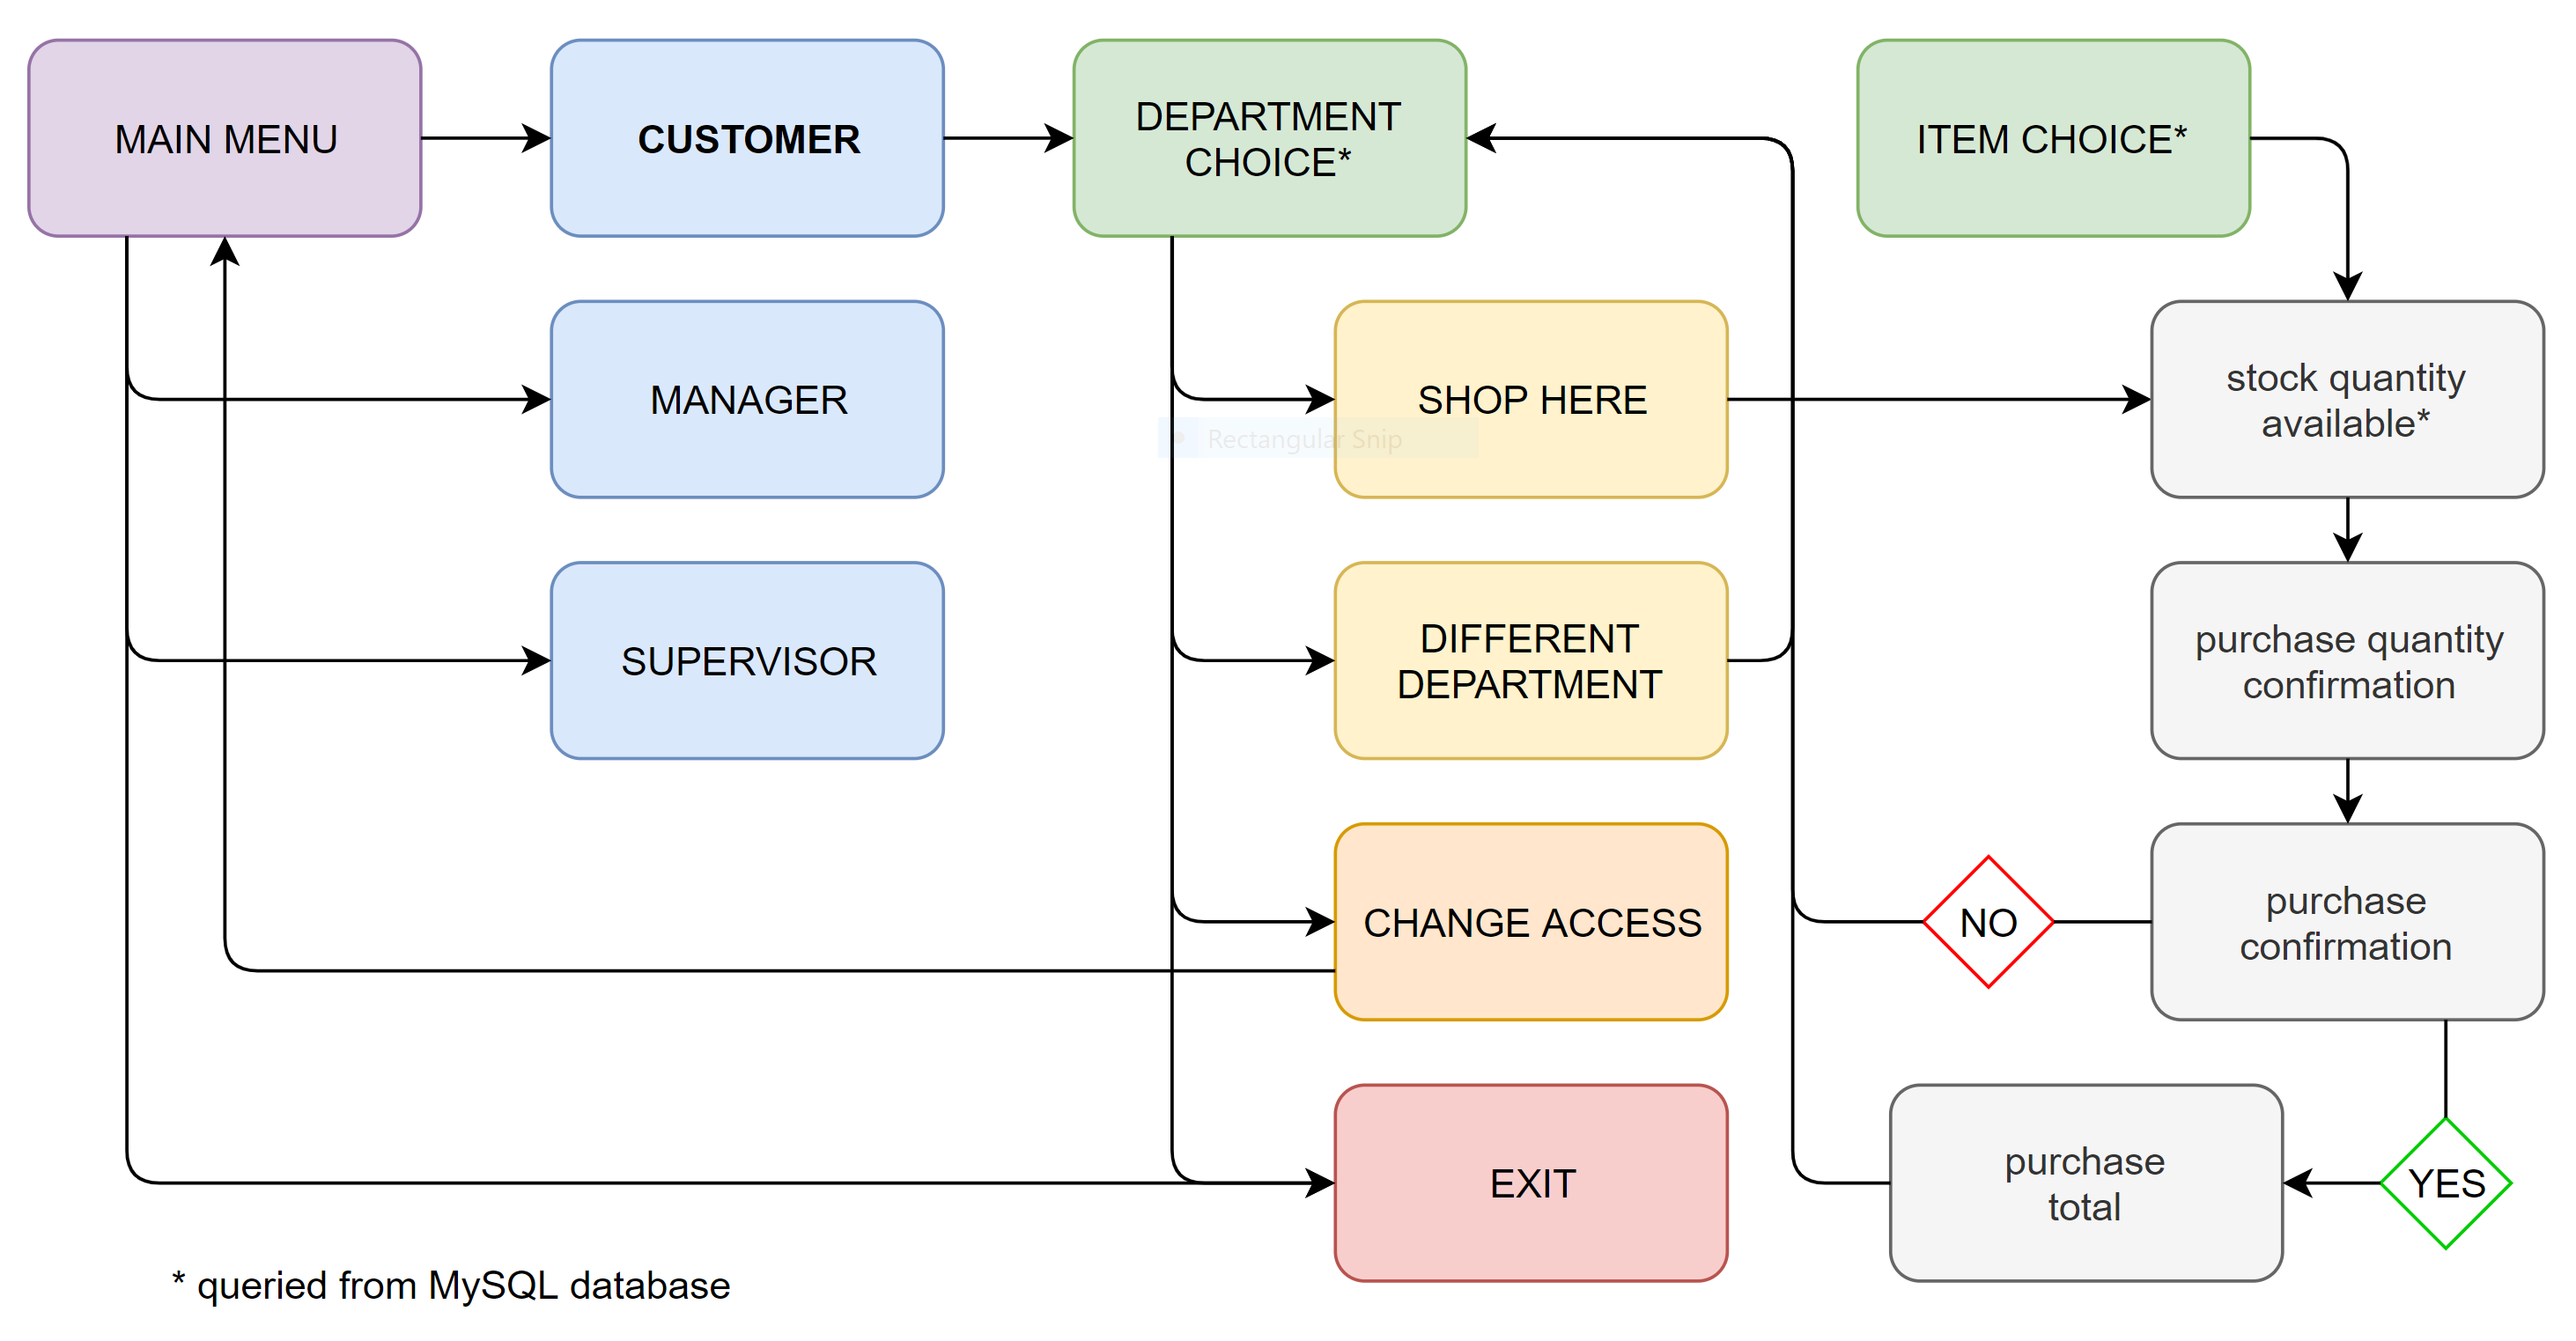 MAIN MENU
CUSTOMER
DEPARTMENT
CHOICE*
ITEM CHOICE*
MANAGER
SHOP HERE
Rectangular Snip
stock quantity
available*
SUPERVISOR
DIFFERENT
DEPARTMENT
purchase quantity
confirmation
CHANGE ACCESS
NO
purchase
confirmation
EXIT
purchase
total
YES
* queried from MySQL database